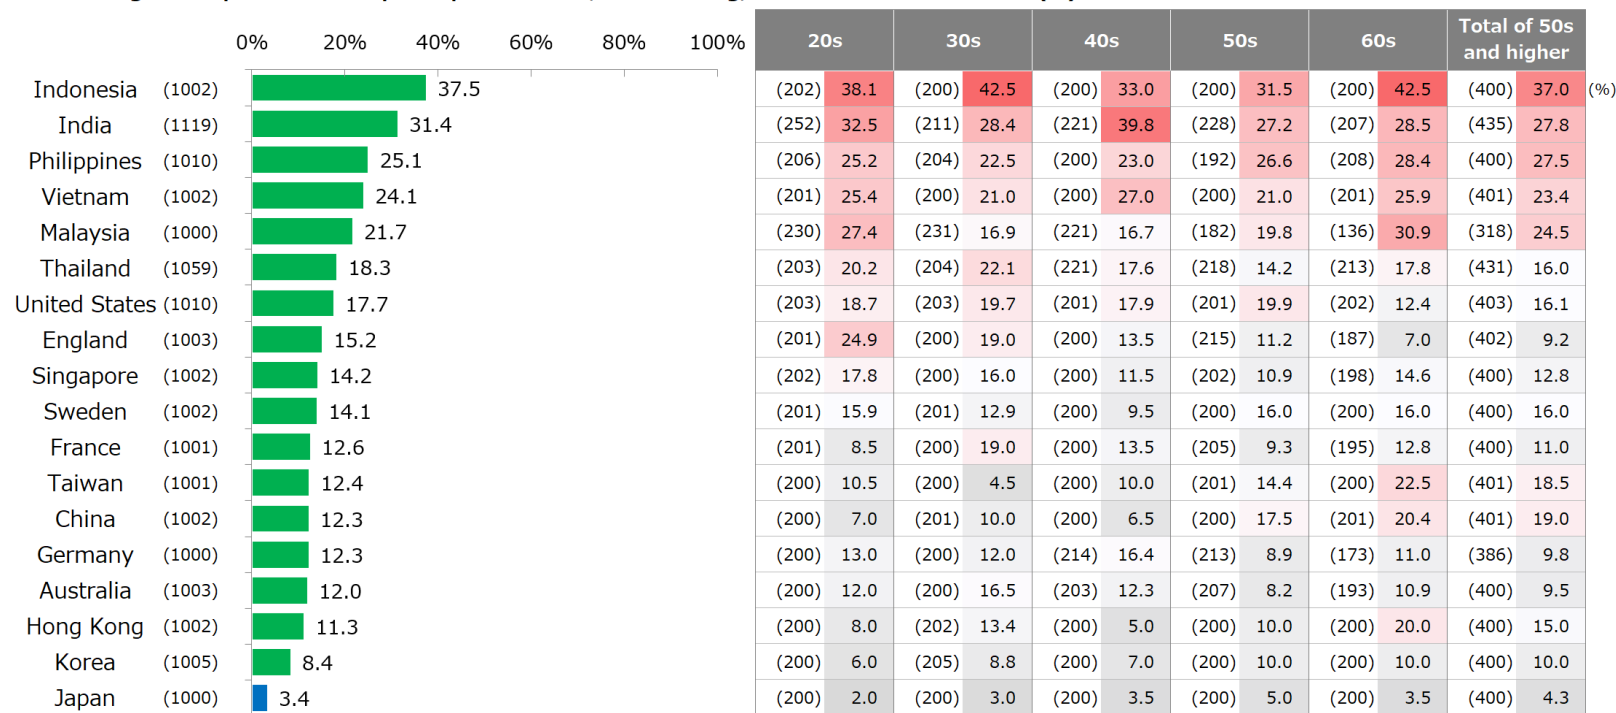 0% 20% 40% 60% 80% 100% 20s 30s 40s 50s 60s Total of 50s and higher
Indonesia (1002) 37.5 (202) 38.1 (200) 42.5 (200) 33.0 (200) 31.5 (200) 42.5 (400) 37.0 (%)
India (1119) 31.4 (252) 32.5 (211) 28.4 (221) 39.8 (228) 27.2 (207) 28.5 (435) 27.8
Philippines (1010) 25.1 (206) 25.2 (204) 22.5 (200) 23.0 (192) 26.6 (208) 28.4 (400) 27.5
Vietnam (1002) 24.1 (201) 25.4 (200) 21.0 (200) 27.0 (200) 21.0 (201) 25.9 (401) 23.4
Malaysia (1000) 21.7 (230) 27.4 (231) 16.9 (221) 16.7 (182) 19.8 (136) 30.9 (318) 24.5
Thailand (1059) 18.3 (203) 20.2 (204) 22.1 (221) 17.6 (218) 14.2 (213) 17.8 (431) 16.0
United States (1010) 17.7 (203) 18.7 (203) 19.7 (201) 17.9 (201) 19.9 (202) 12.4 (403) 16.1
England (1003) 15.2 (201) 24.9 (200) 19.0 (200) 13.5 (215) 11.2 (187) 7.0 (402) 9.2
Singapore (1002) 14.2 (202) 17.8 (200) 16.0 (200) 11.5 (202) 10.9 (198) 14.6 (400) 12.8
Sweden (1002) 14.1 (201) 15.9 (201) 12.9 (200) 9.5 (200) 16.0 (200) 16.0 (400) 16.0
France (1001) 12.6 (201) 8.5 (200) 19.0 (200) 13.5 (205) 9.3 (195) 12.8 (400) 11.0
Taiwan (1001) 12.4 (200) 10.5 (200) 4.5 (200) 10.0 (201) 14.4 (200) 22.5 (401) 18.5
China (1002) 12.3 (200) 7.0 (201) 10.0 (200) 6.5 (200) 17.5 (201) 20.4 (401) 19.0
Germany (1000) 12.3 (200) 13.0 (200) 12.0 (214) 16.4 (213) 8.9 (173) 11.0 (386) 9.8
Australia (1003) 12.0 (200) 12.0 (200) 16.5 (203) 12.3 (207) 8.2 (193) 10.9 (400) 9.5
Hong Kong (1002) 11.3 (200) 8.0 (202) 13.4 (200) 5.0 (200) 10.0 (200) 20.0 (400) 15.0
Korea (1005) 8.4 (200) 6.0 (205) 8.8 (200) 7.0 (200) 10.0 (200) 10.0 (400) 10.0
Japan (1000) 3.4 (200) 2.0 (200) 3.0 (200) 3.5 (200) 5.0 (200) 3.5 (400) 4.3